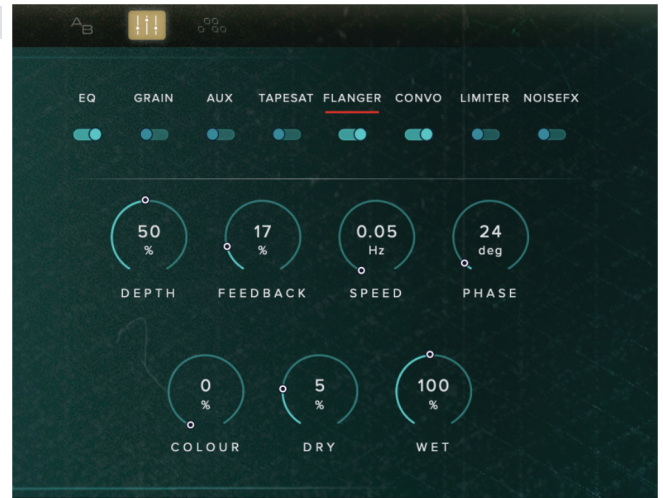 A B
EQ GRAIN AUX TAPESAT FLANGER CONVO LIMITER NOISEFX
50 17 0.05 24
% % Hz deg
DEPTH FEEDBACK SPEED PHASE
0 5 100
% % %
COLOUR DRY WET